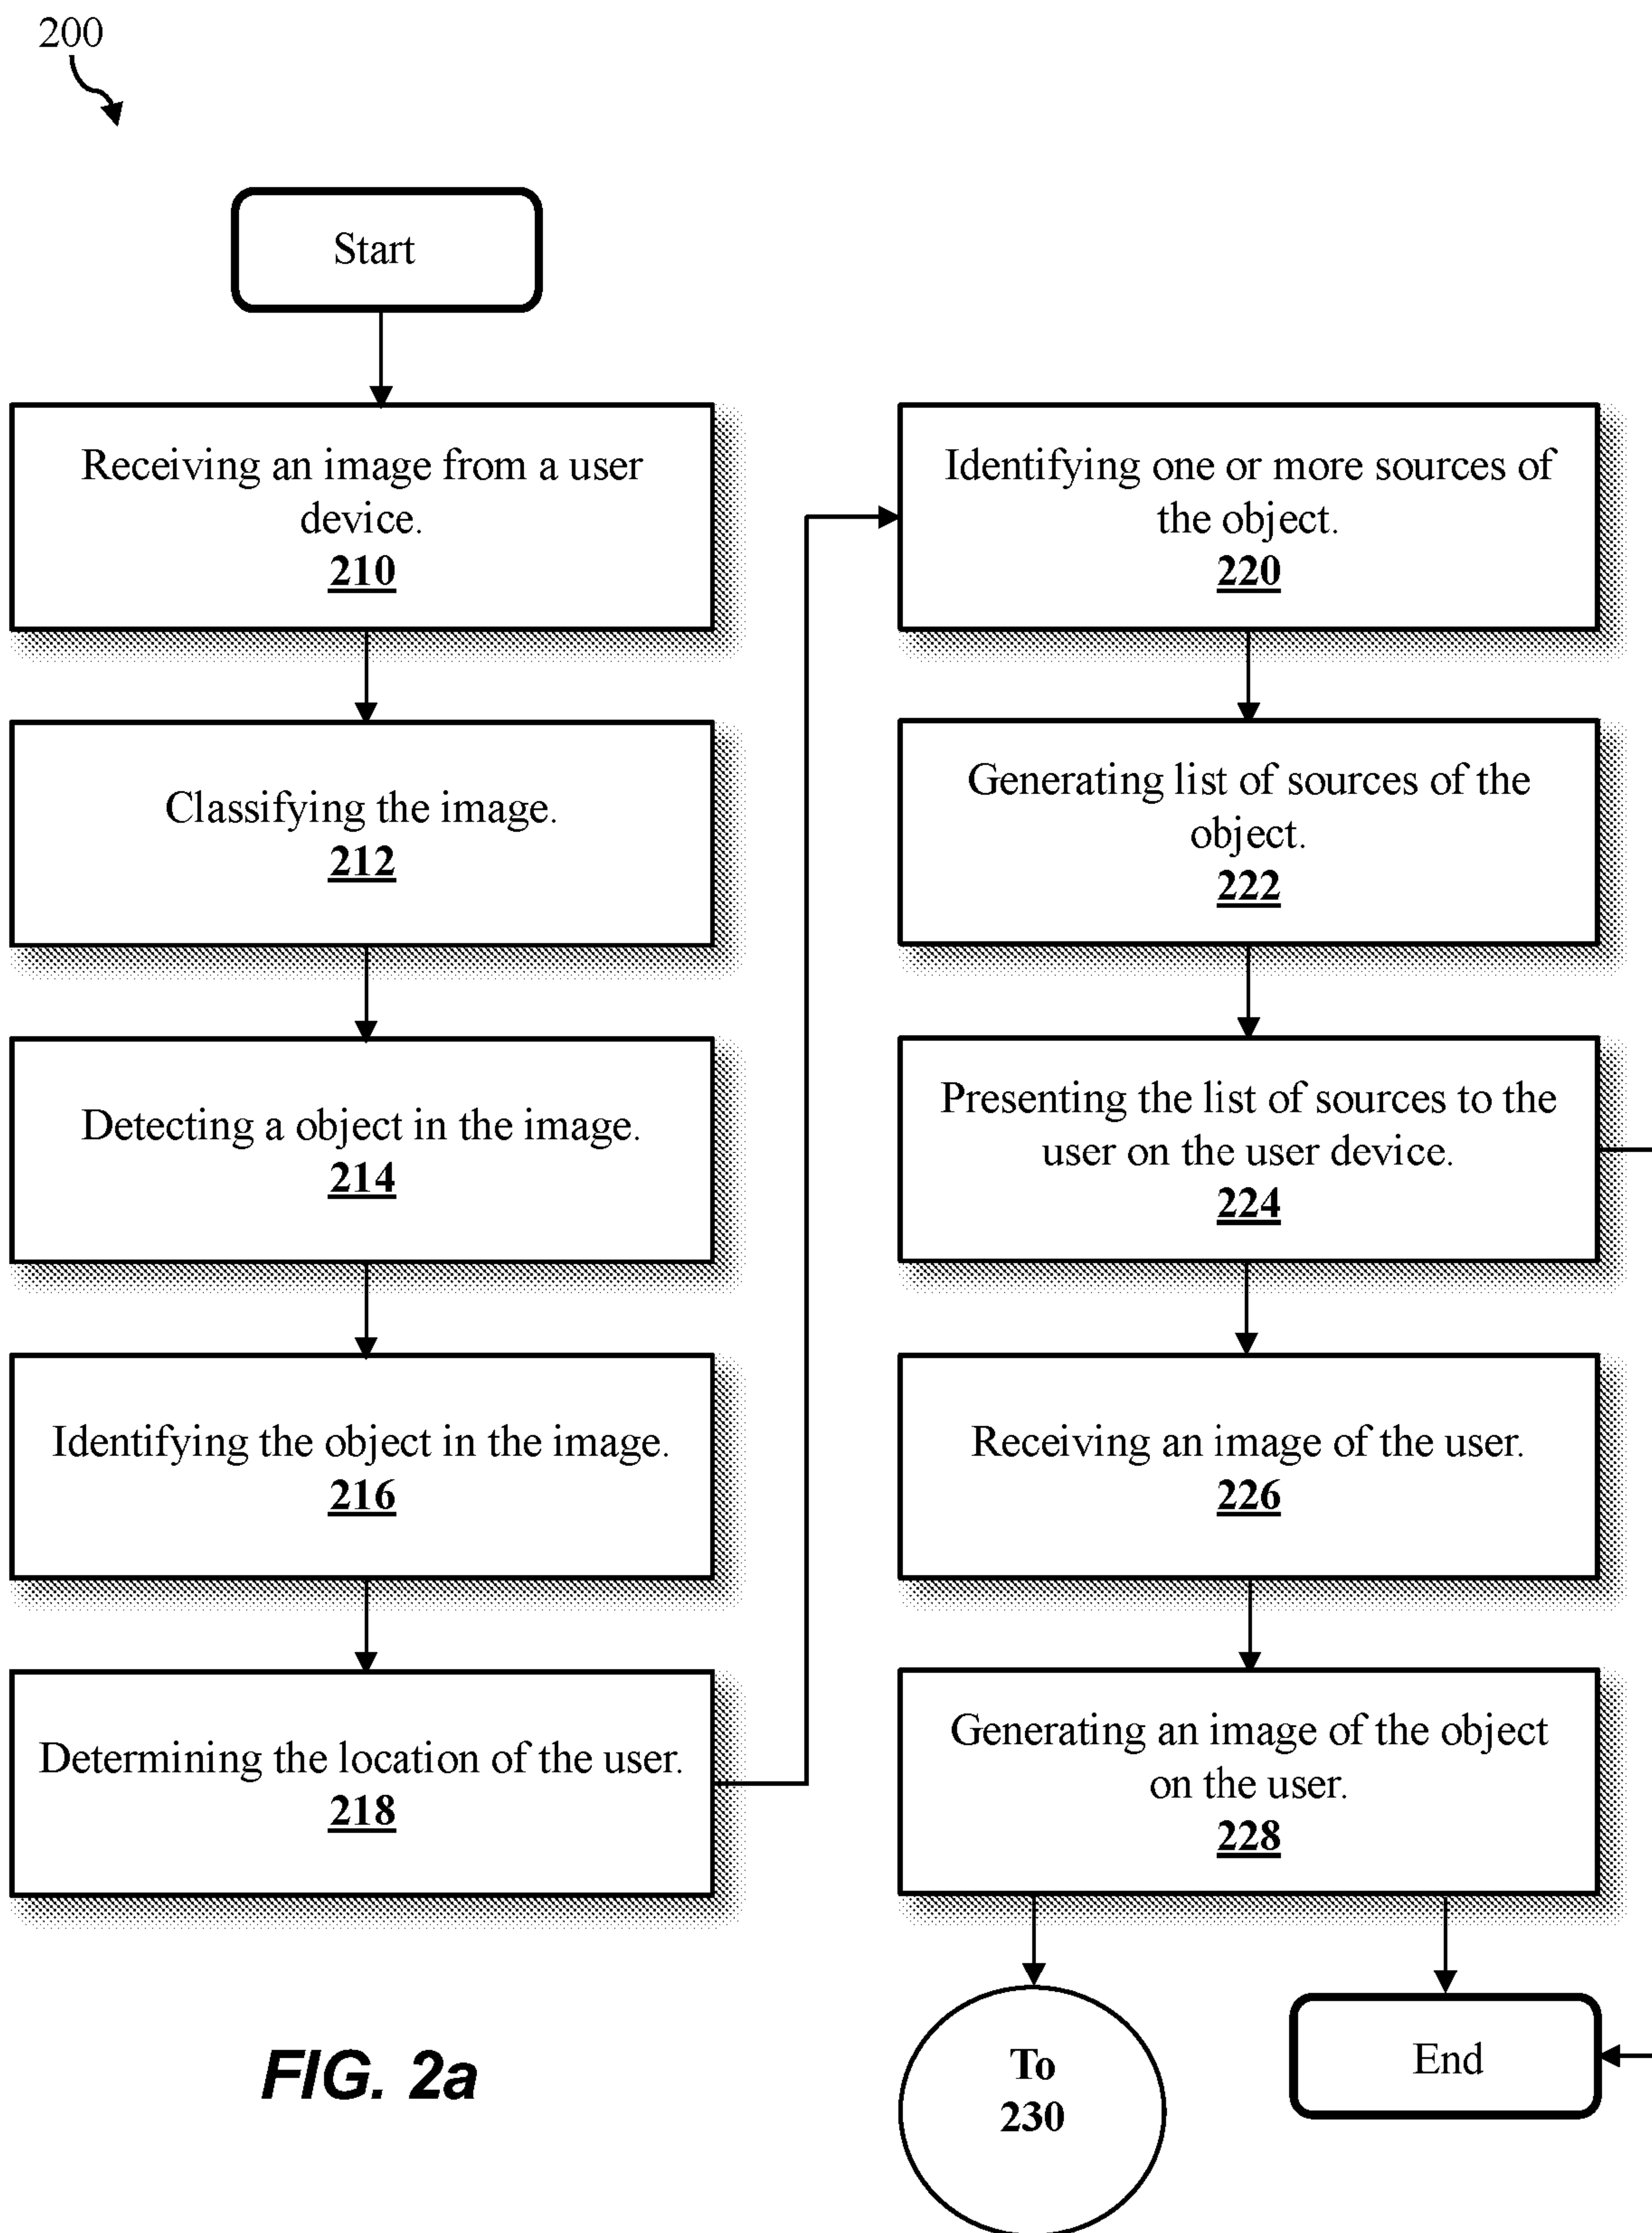 200
Start
Receiving an image from a user
device.
210
Classifying the image.
212
Detecting a object in the image.
214
Identifying the object in the image.
216
Determining the location of the user.
218
Identifying one or more sources of
the object.
220
Generating list of sources of the
object.
222
Presenting the list of sources to the
user on the user device.
224
Receiving an image of the user.
226
Generating an image of the object
on the user.
228
To
230
End
FIG. 2a